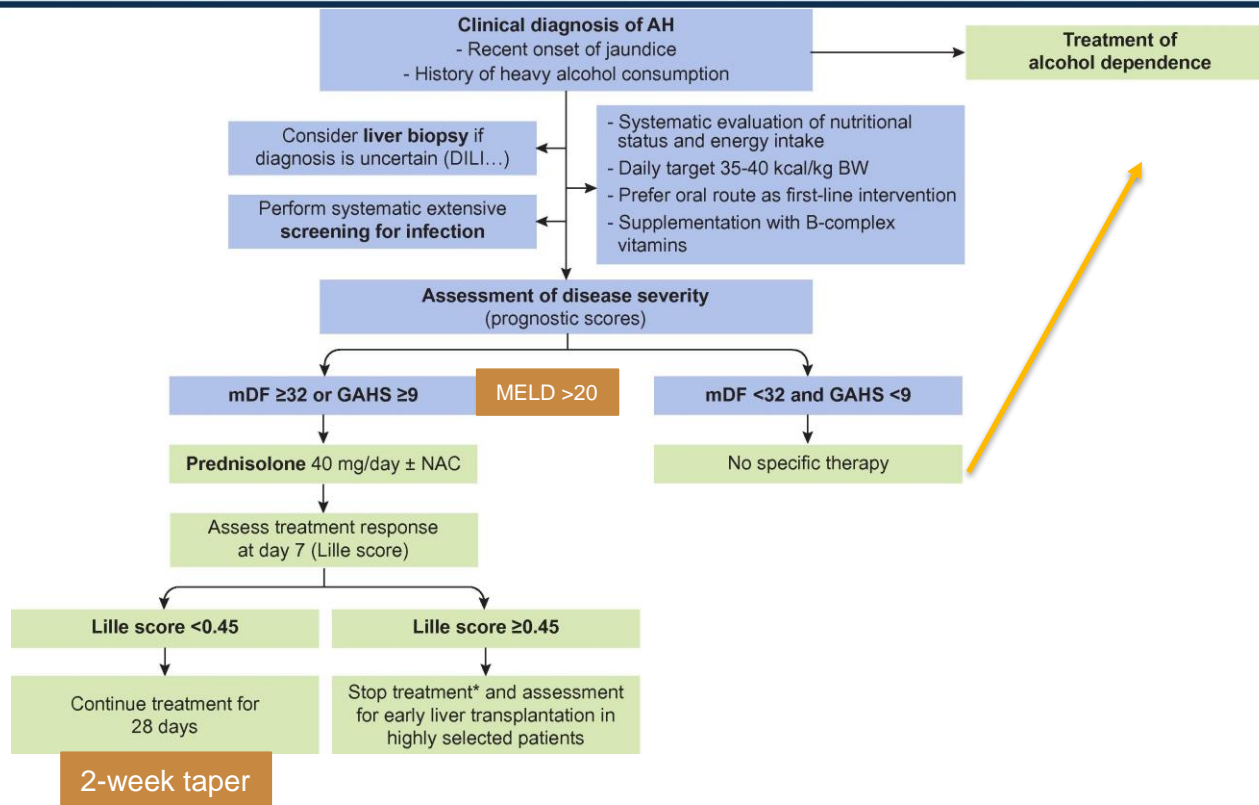 Clinical diagnosis of AH
- Recent onset of jaundice
- History of heavy alcohol consumption
Treatment of
alcohol dependence
Consider liver biopsy if
diagnosis is uncertain (DILI…)
Perform systematic extensive
screening for infection
- Systematic evaluation of nutritional
status and energy intake
- Daily target 35-40 kcal/kg BW
- Prefer oral route as first-line intervention
- Supplementation with B-complex
vitamins
Assessment of disease severity
(prognostic scores)
mDF ≥32 or GAHS ≥9
MELD >20
mDF <32 and GAHS <9
Prednisolone 40 mg/day ± NAC
No specific therapy
Assess treatment response
at day 7 (Lille score)
Lille score <0.45
Lille score ≥0.45
Continue treatment for
28 days
Stop treatment* and assessment
for early liver transplantation in
highly selected patients
2-week taper